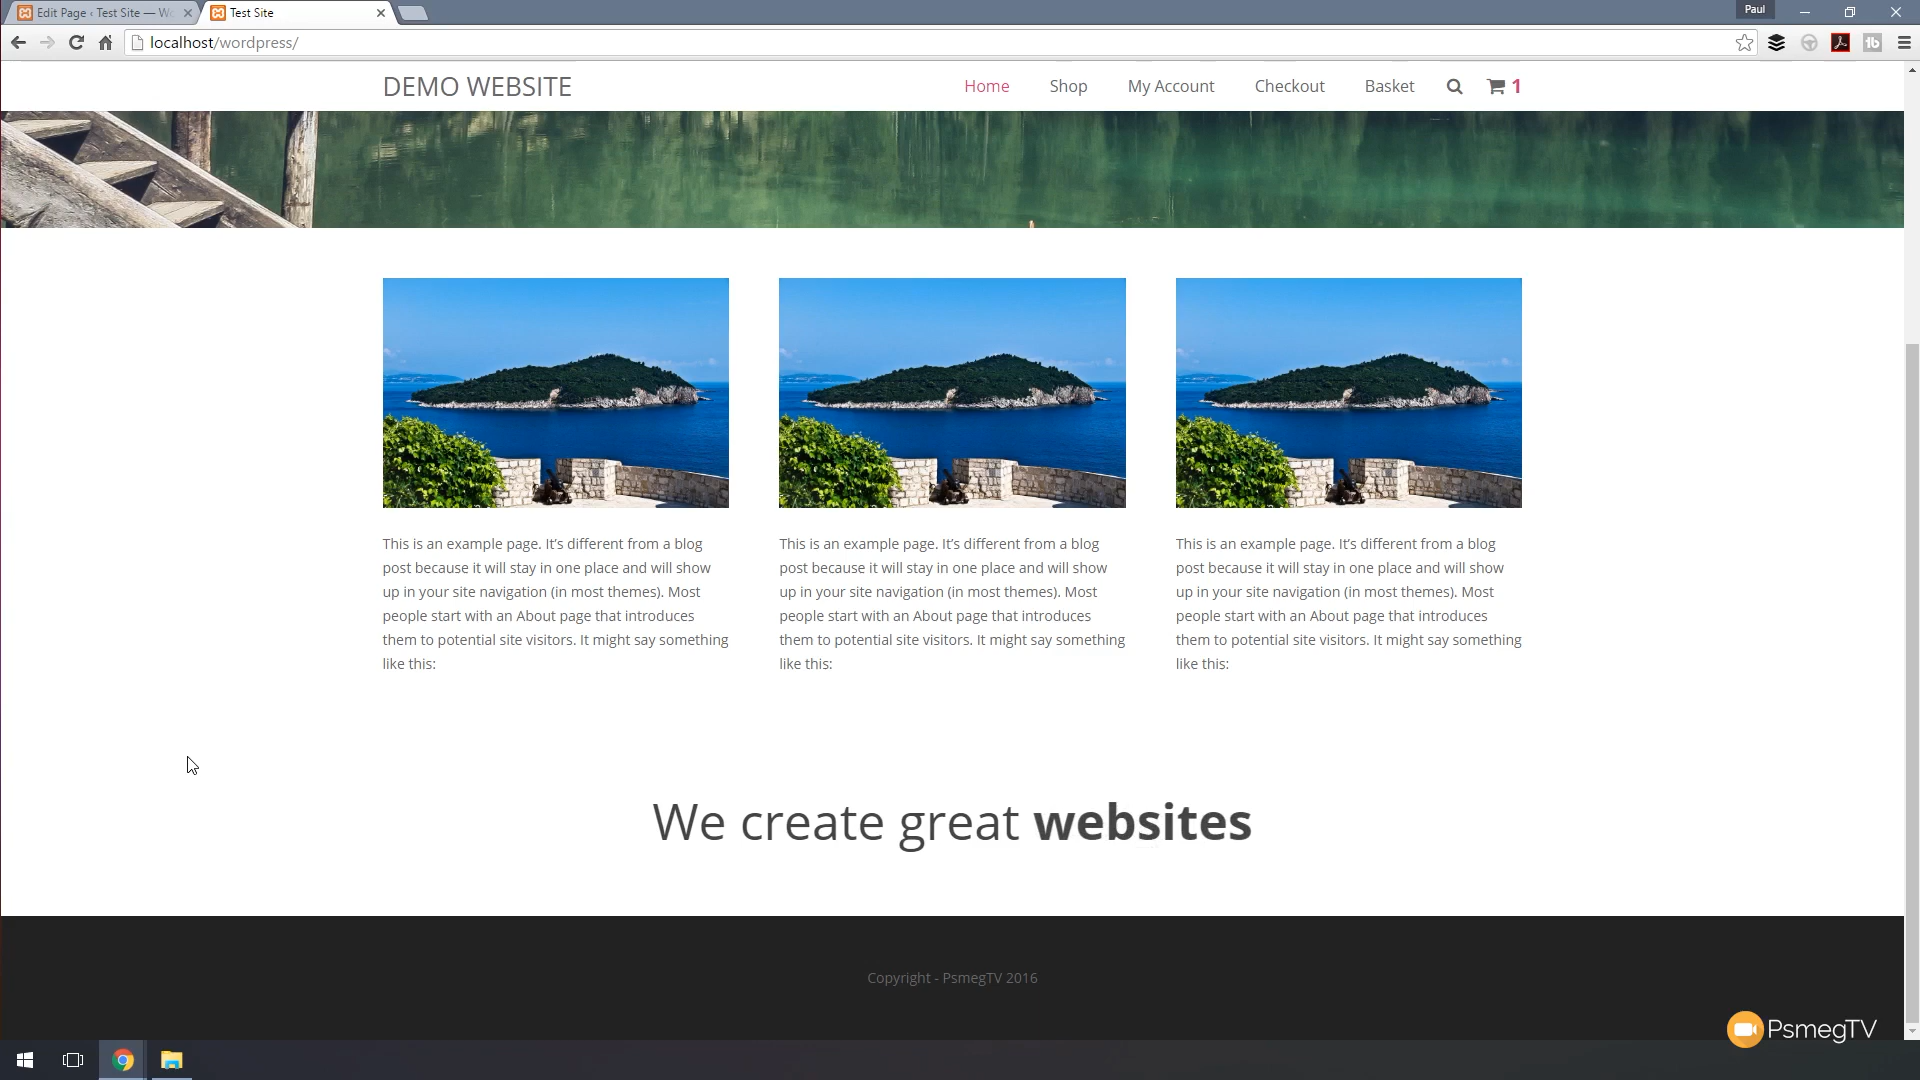 Edit Page ‹ Test Site — Wo
Test Site
Paul
localhost/wordpress/
DEMO WEBSITE
Home
Shop
My Account
Checkout
Basket
1
This is an example page. It’s different from a blog
post because it will stay in one place and will show
up in your site navigation (in most themes). Most
people start with an About page that introduces
them to potential site visitors. It might say something
like this:
This is an example page. It’s different from a blog
post because it will stay in one place and will show
up in your site navigation (in most themes). Most
people start with an About page that introduces
them to potential site visitors. It might say something
like this:
This is an example page. It’s different from a blog
post because it will stay in one place and will show
up in your site navigation (in most themes). Most
people start with an About page that introduces
them to potential site visitors. It might say something
like this:
We create great websites
Copyright - PsmegTV 2016
PsmegTV